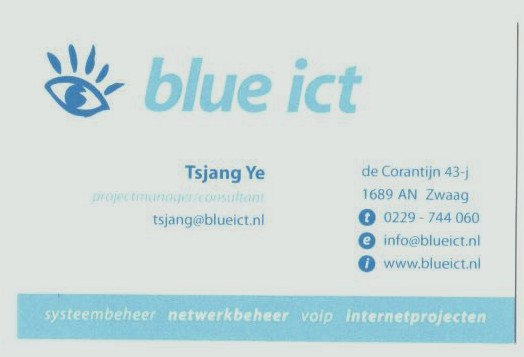 blue ict
Tsjang Ye
projectmanager/consultant
tsjang@blueict.nl
de Corantijn 43-j
1689 AN Zwaag
t 0229 - 744 060
e info@blueict.nl
i www.blueict.nl
systeembeheer netwerkbeheer voip internetprojecten